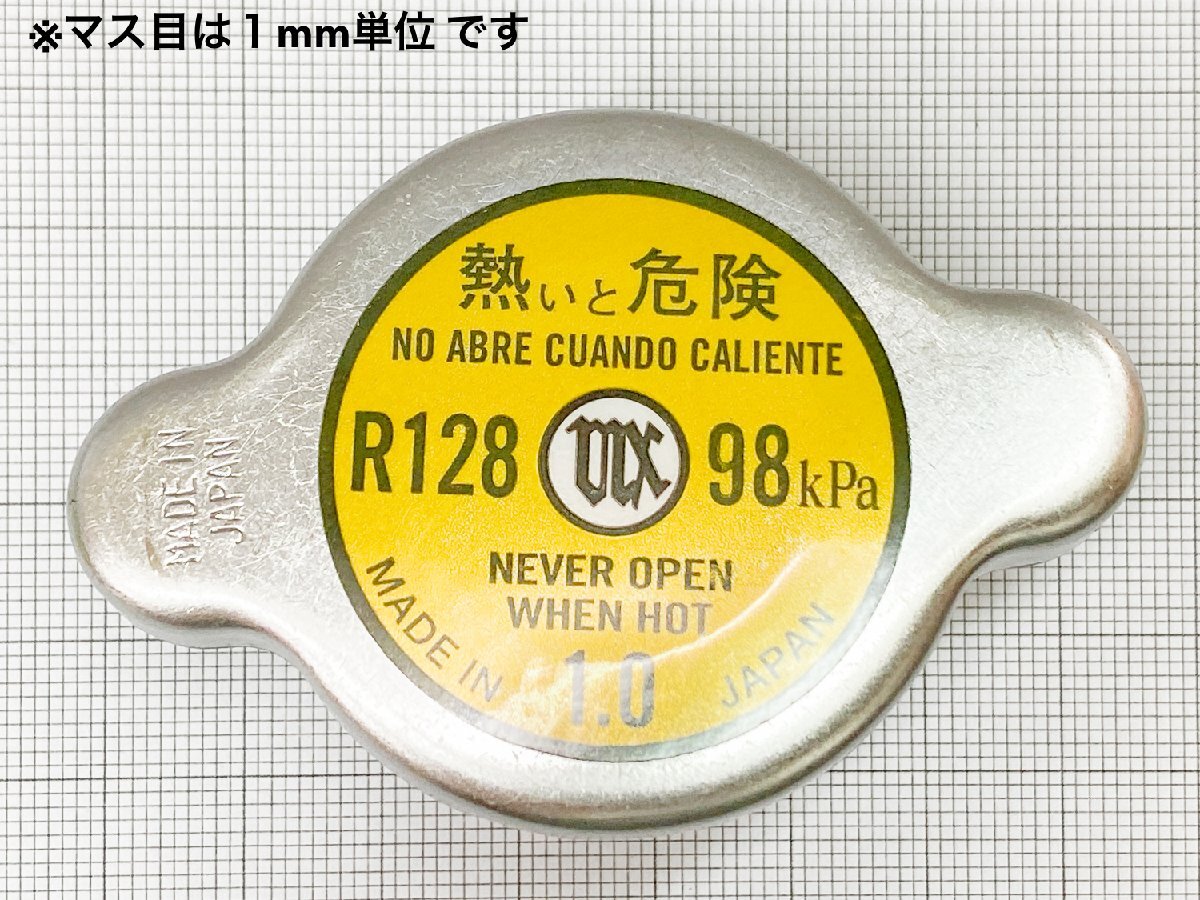 ※マス目は１mm単位 です
熱いと危険
NO ABRE CUANDO CALIENTE
R128
98kPa
NEVER OPEN
WHEN HOT
MADE IN JAPAN
1.0
MADE IN
JAPAN